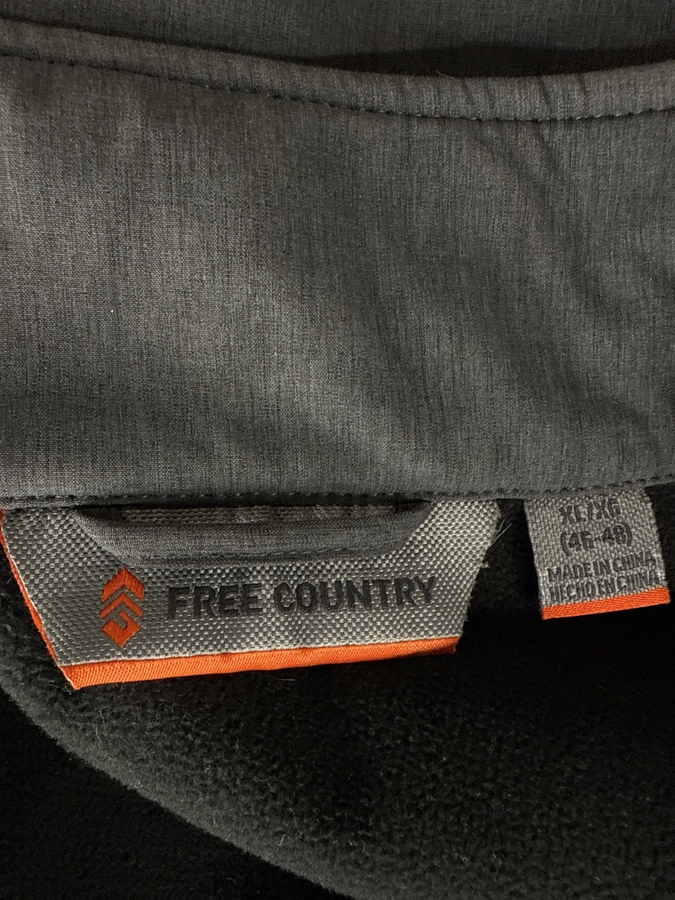 FREE COUNTRY
XL/XG
(46-48)
MADE IN CHINA
HECHO EN CHINA